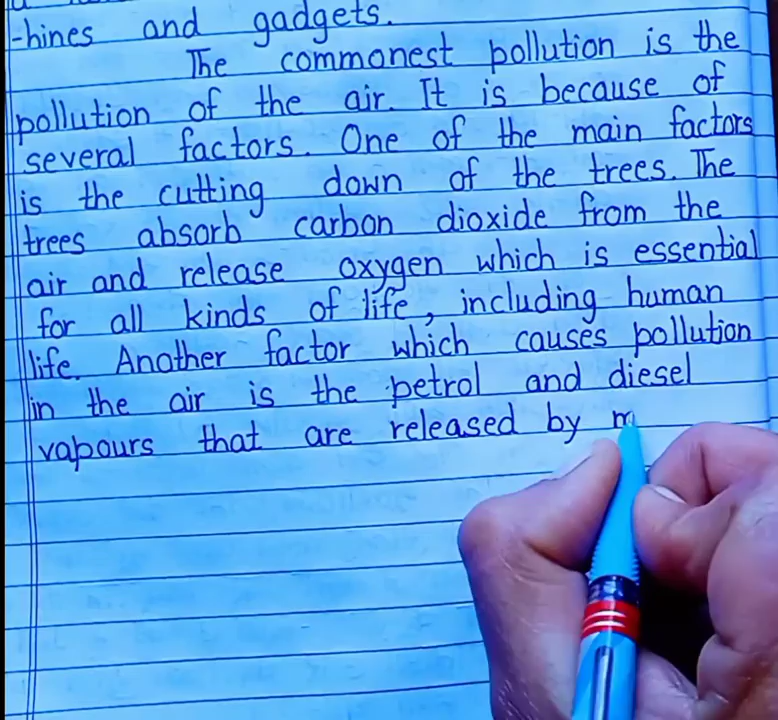 -hines and gadgets.
The commonest pollution is the
pollution of the air. It is because of
several factors. One of the main factors
is the cutting down of the trees. The
trees absorb carbon dioxide from the
air and release oxygen which is essential
for all kinds of life, including human
life. Another factor which causes pollution
in the air is the petrol and diesel
vapours that are released by m